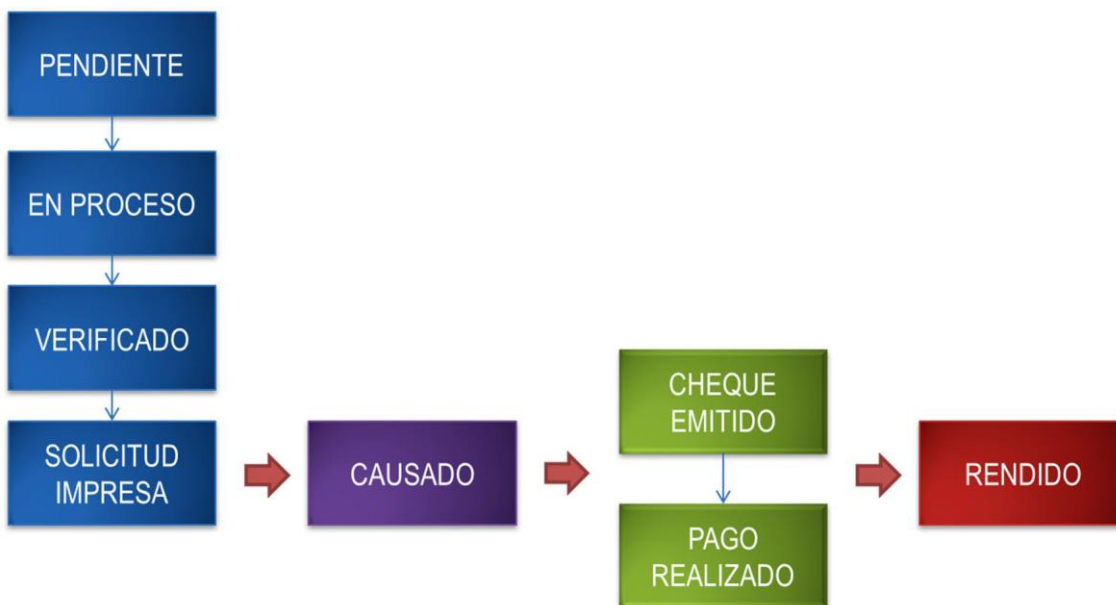 PENDIENTE
EN PROCESO
VERIFICADO
SOLICITUD
IMPRESA
CAUSADO
CHEQUE
EMITIDO
PAGO
REALIZADO
RENDIDO